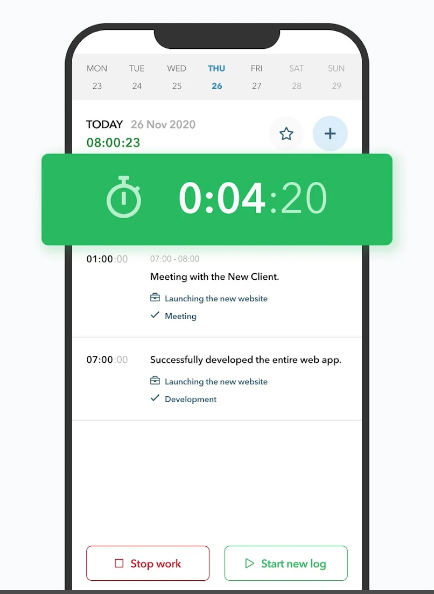 MON TUE WED THU FRI SAT SUN
23 24 25 26 27 28 29
TODAY 26 Nov 2020
08:00:23
0:04:20
01:00:00 07:00 - 08:00
Meeting with the New Client.
Launching the new website
Meeting
07:00:00 Successfully developed the entire web app.
Launching the new website
Development
Stop work Start new log